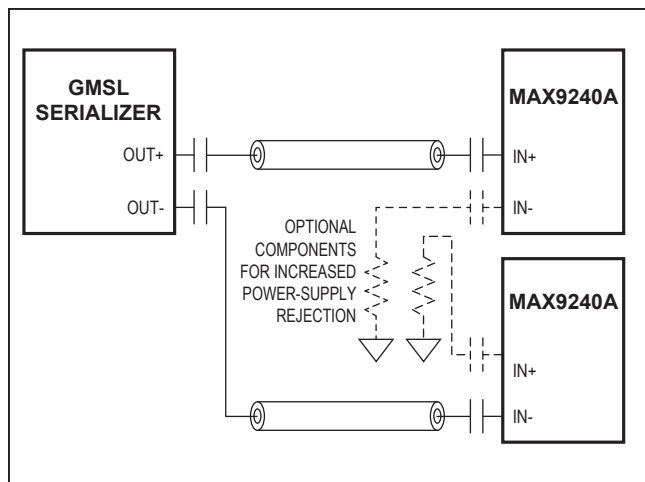 GMSL
SERIALIZER
OUT+
OUT-
MAX9240A
IN+
IN-
OPTIONAL
COMPONENTS
FOR INCREASED
POWER-SUPPLY
REJECTION
MAX9240A
IN+
IN-